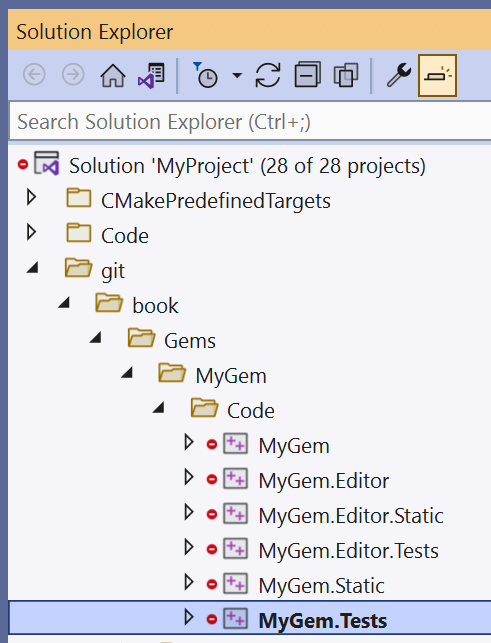 Solution Explorer
Search Solution Explorer (Ctrl+;)
Solution 'MyProject' (28 of 28 projects)
CMakePredefinedTargets
Code
git
book
Gems
MyGem
Code
MyGem
MyGem.Editor
MyGem.Editor.Static
MyGem.Editor.Tests
MyGem.Static
MyGem.Tests